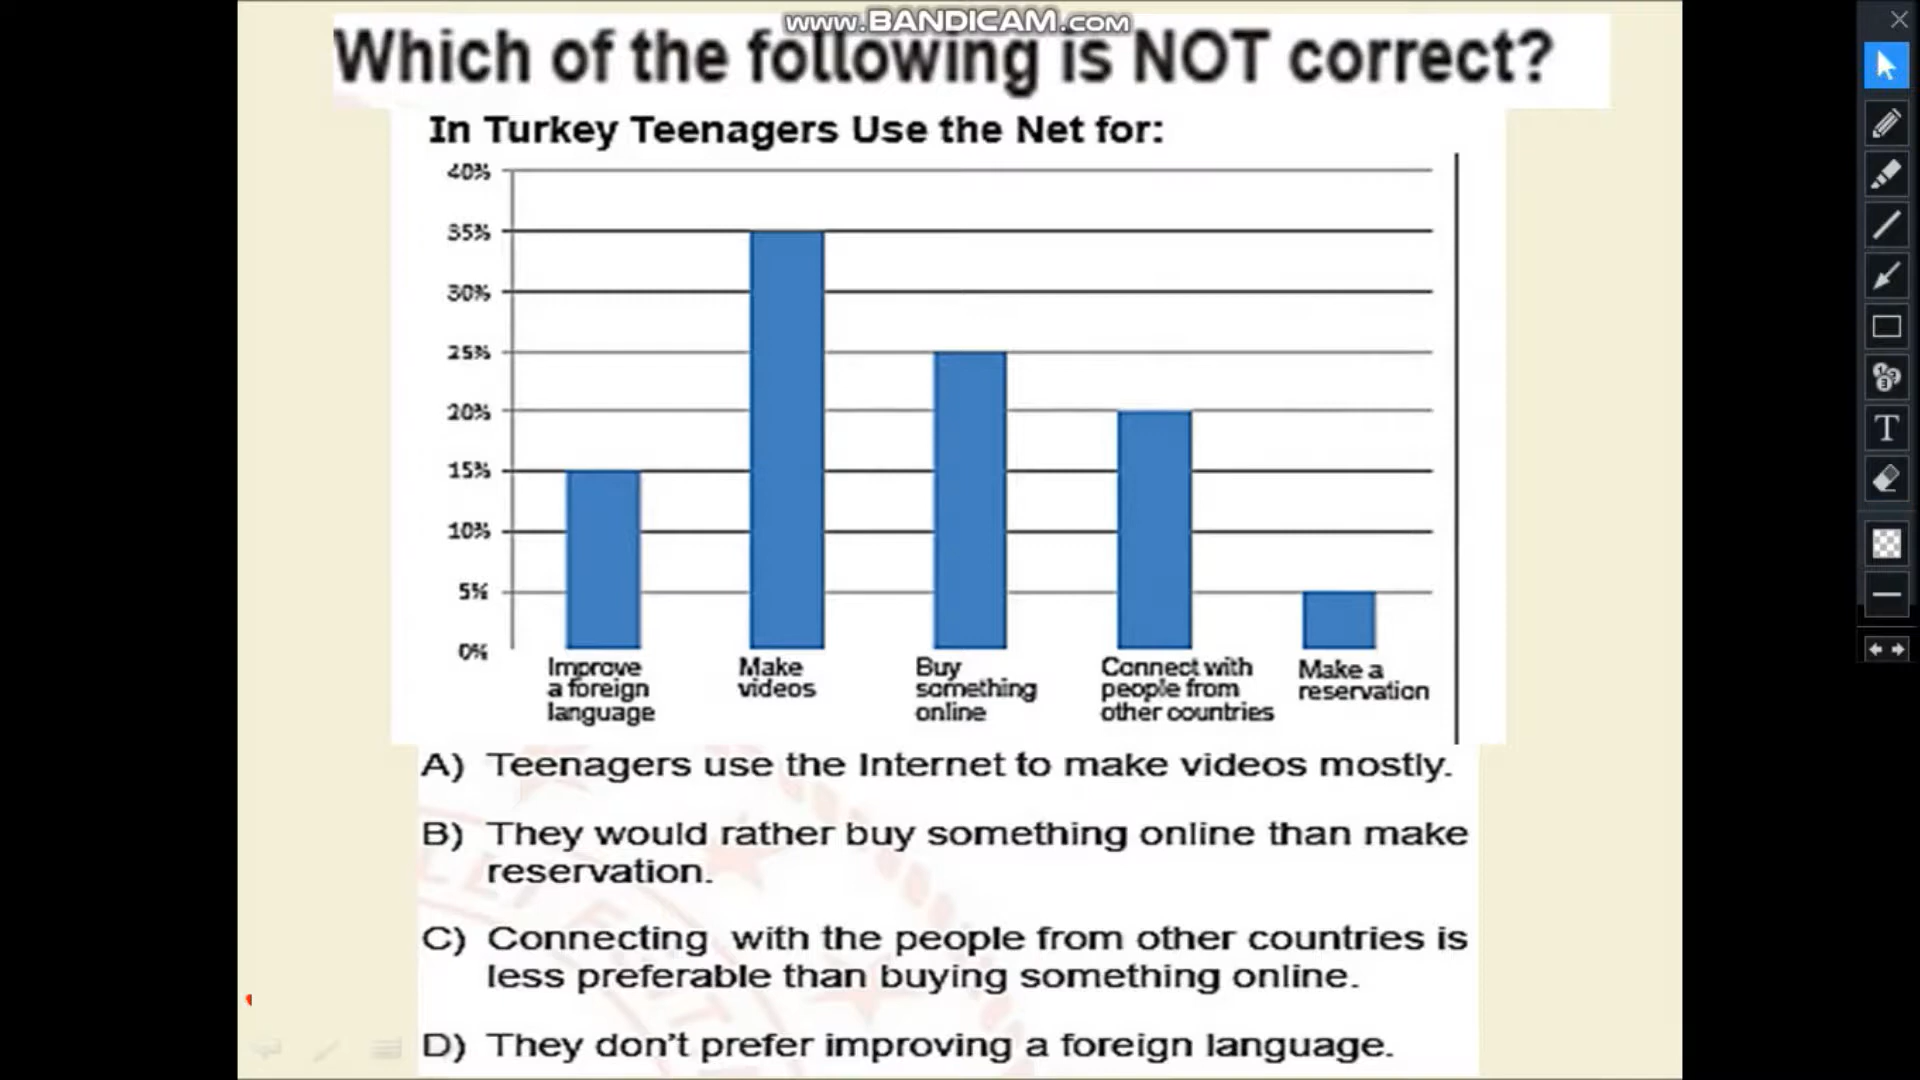 www.BANDICAM.com
Which of the following is NOT correct?
In Turkey Teenagers Use the Net for:
40%
35%
30%
25%
20%
15%
10%
5%
0%
Improve
a foreign
language
Make
videos
Buy
something
online
Connect with
people from
other countries
Make a
reservation
A) Teenagers use the Internet to make videos mostly.
B) They would rather buy something online than make
reservation.
C) Connecting with the people from other countries is
less preferable than buying something online.
D) They don't prefer improving a foreign language.